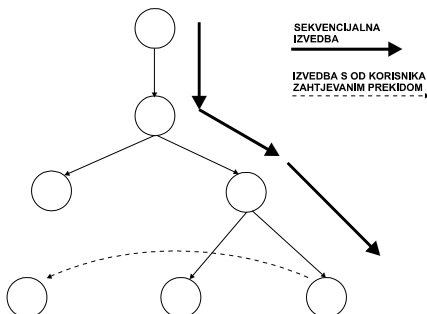 SEKVENCIJALNA
IZVEDBA
IZVEDBA S OD KORISNIKA
ZAHTJEVANIM PREKIDOM